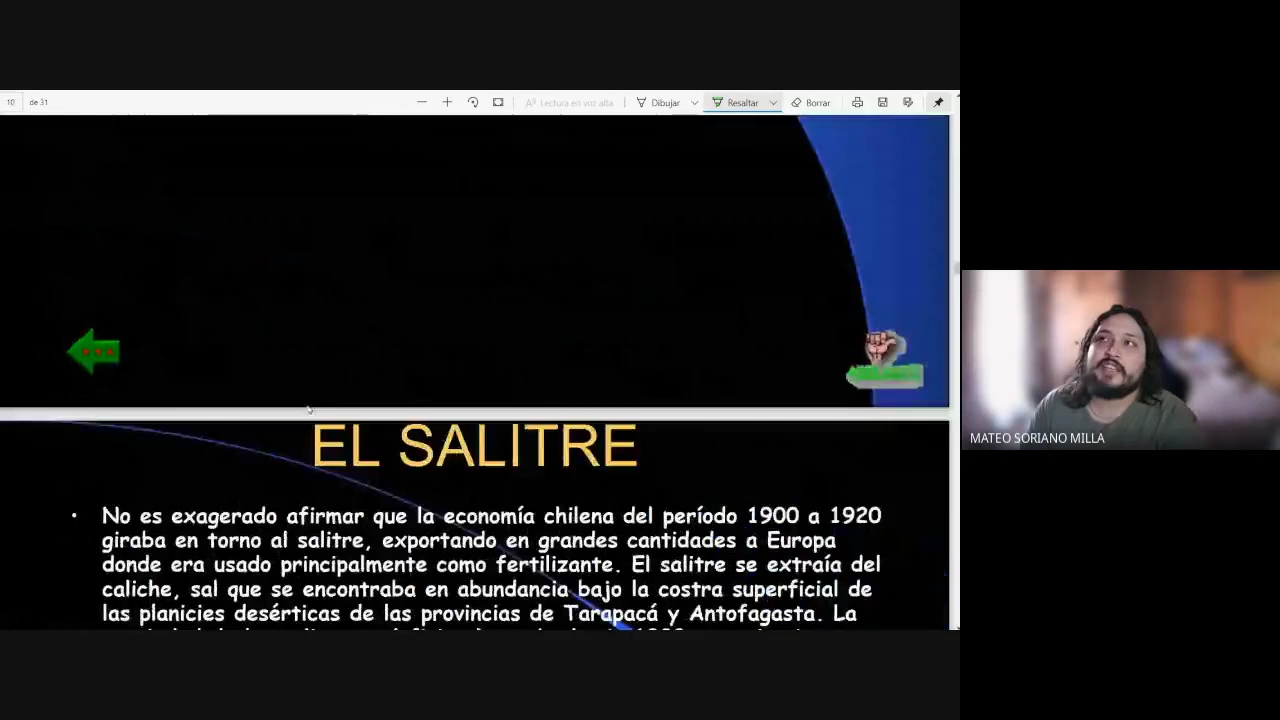 10 de 31
Lectura en voz alta
Dibujar
Resaltar
Borrar
EL SALITRE
• No es exagerado afirmar que la economía chilena del período 1900 a 1920
giraba en torno al salitre, exportando en grandes cantidades a Europa
donde era usado principalmente como fertilizante. El salitre se extraía del
caliche, sal que se encontraba en abundancia bajo la costra superficial de
las planicies desérticas de las provincias de Tarapacá y Antofagasta. La
MATEO SORIANO MILLA